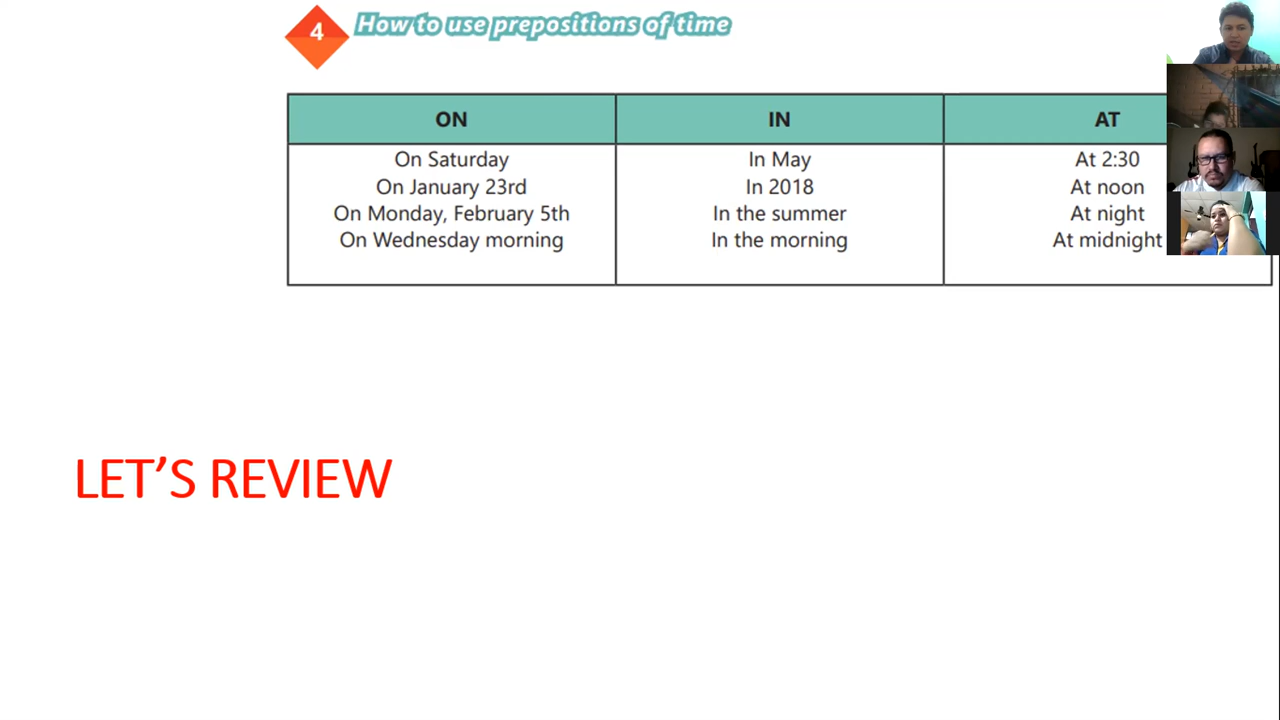 4
How to use prepositions of time
ON IN AT
On Saturday In May At 2:30
On January 23rd In 2018 At noon
On Monday, February 5th In the summer At night
On Wednesday morning In the morning At midnight
LET’S REVIEW